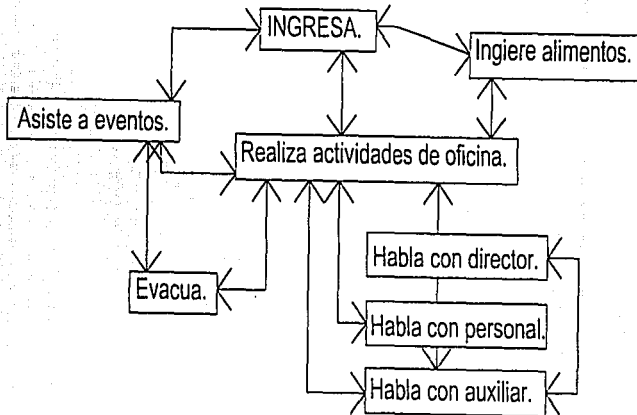 INGRESA.
Ingiere alimentos.
Asiste a eventos.
Realiza actividades de oficina.
Habla con director.
Evacua.
Habla con personal.
Habla con auxiliar.